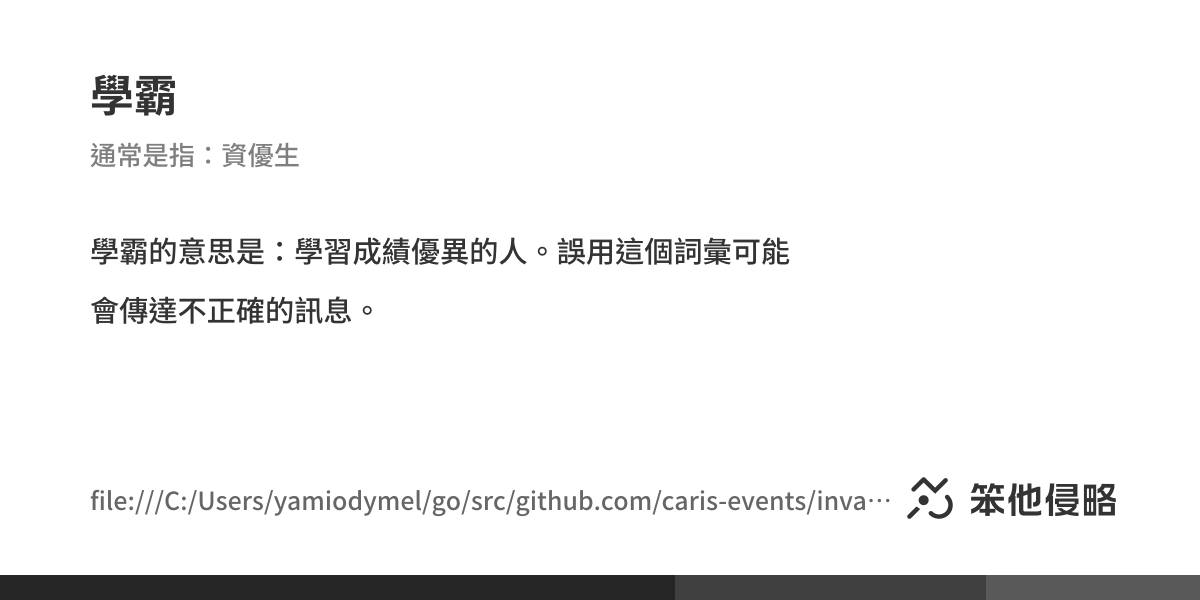 學霸
通常是指：資優生
學霸的意思是：學習成績優異的人。誤用這個詞彙可能
會傳達不正確的訊息。
file:///C:/Users/yamiodymel/go/src/github.com/caris-events/inva⋯
笨他侵略